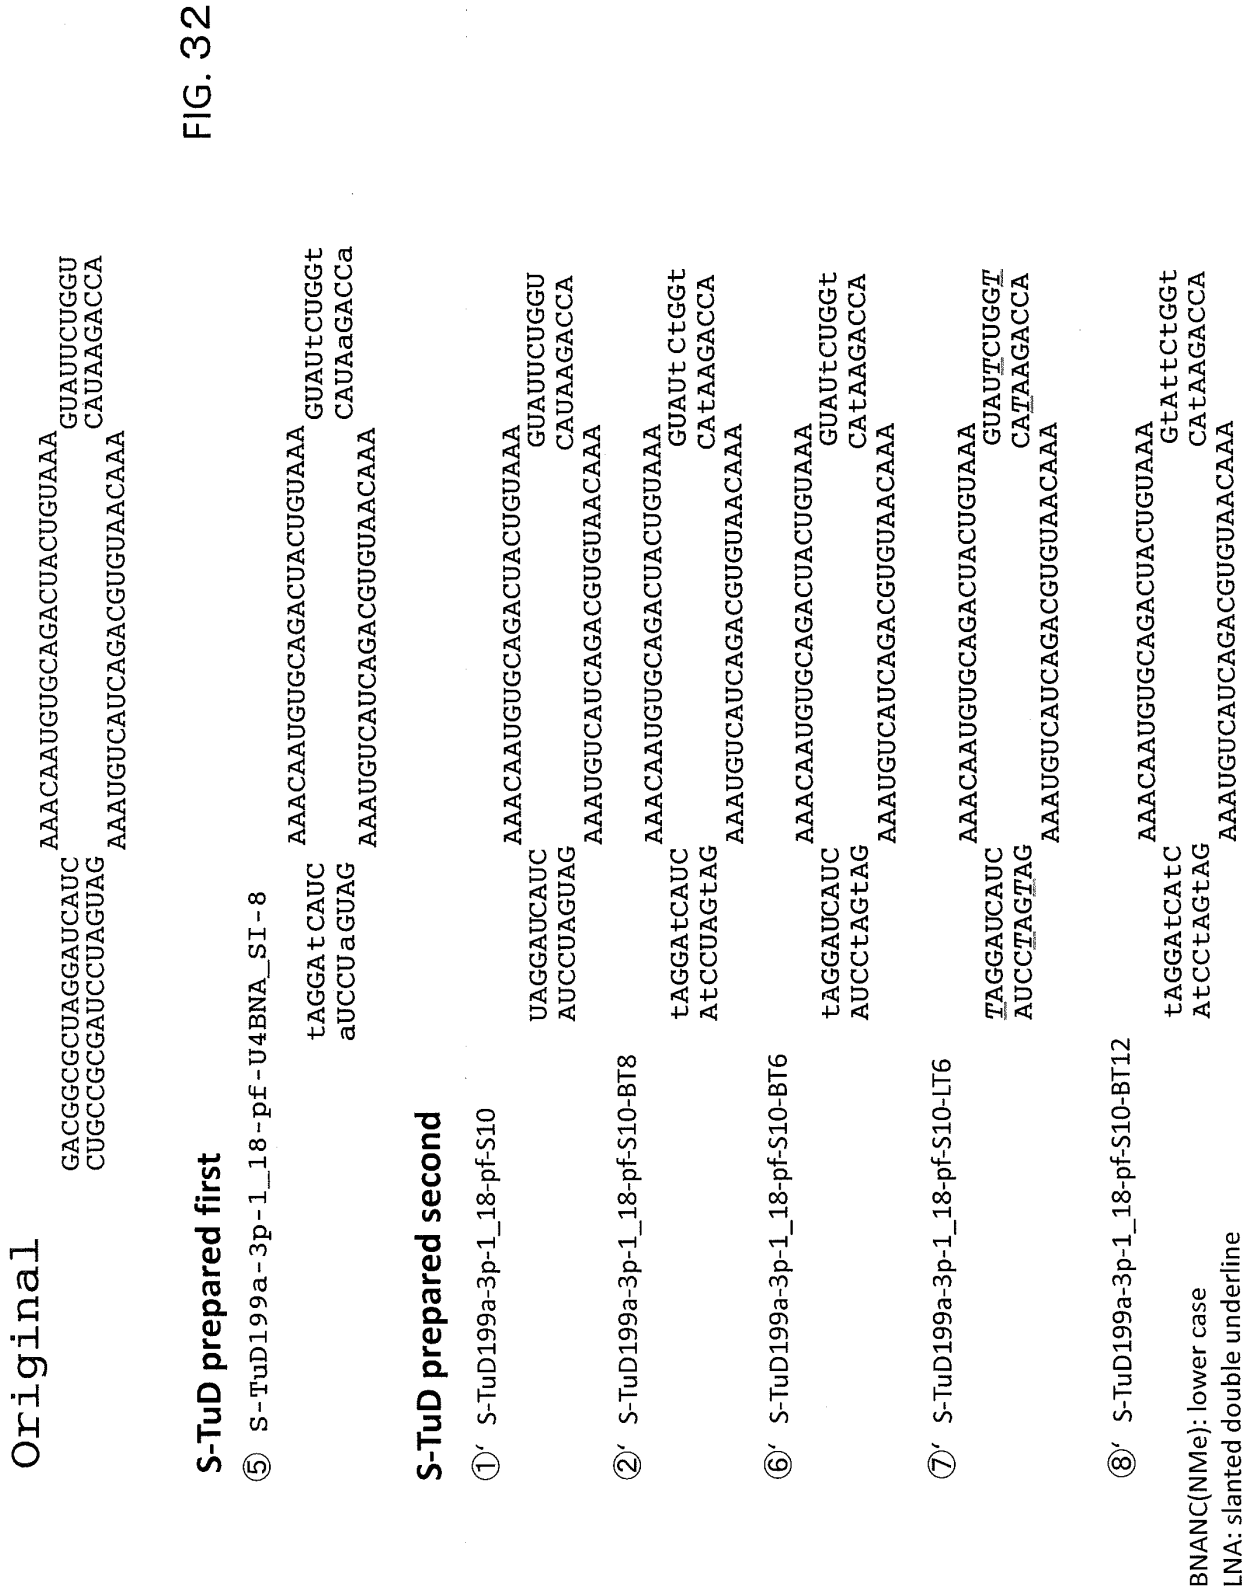 FIG. 32
Original
AAACAAUGUGCAGACUACUGUAAA
GACGGCGCUAGGAUCAUC GUAUUCUGGU
CUGCCGCGAUCCUAGUAG CAUAAGACCA
AAAUGUCAUCAGACGUGUAACAAA
S-TuD prepared first
⑤ S-TuD199a-3p-1_18-pf-U4BNA_SI-8
AAACAAUGUGCAGACUACUGUAAA
tAGGAtCAUC GUAUtCUGGt
aUCCUaGUAG CAUAaGACCa
AAAUGUCAUCAGACGUGUAACAAA
S-TuD prepared second
①′ S-TuD199a-3p-1_18-pf-S10
AAACAAUGUGCAGACUACUGUAAA
UAGGAUCAUC GUAUUCUGGU
AUCCUAGUAG CAUAAGACCA
AAAUGUCAUCAGACGUGUAACAAA
②′ S-TuD199a-3p-1_18-pf-S10-BT8
AAACAAUGUGCAGACUACUGUAAA
tAGGAtCAUC GUAUt CtGGt
AtCCUAGtAG CAtAAGACCA
AAAUGUCAUCAGACGUGUAACAAA
⑥′ S-TuD199a-3p-1_18-pf-S10-BT6
AAACAAUGUGCAGACUACUGUAAA
tAGGAUCAUC GUAUtCUGGt
AUCCtAGtAG CAtAAGACCA
AAAUGUCAUCAGACGUGUAACAAA
⑦′ S-TuD199a-3p-1_18-pf-S10-LT6
AAACAAUGUGCAGACUACUGUAAA
TAGGAUCAUC GUAUTCUGGT
AUCCTAGTAG CATAAGACCA
AAAUGUCAUCAGACGUGUAACAAA
⑧′ S-TuD199a-3p-1_18-pf-S10-BT12
AAACAAUGUGCAGACUACUGUAAA
tAGGAtCAtC GtAttCtGGt
AtCCtAGtAG CAtAAGACCA
AAAUGUCAUCAGACGUGUAACAAA
BNANC(NMe): lower case
LNA: slanted double underline